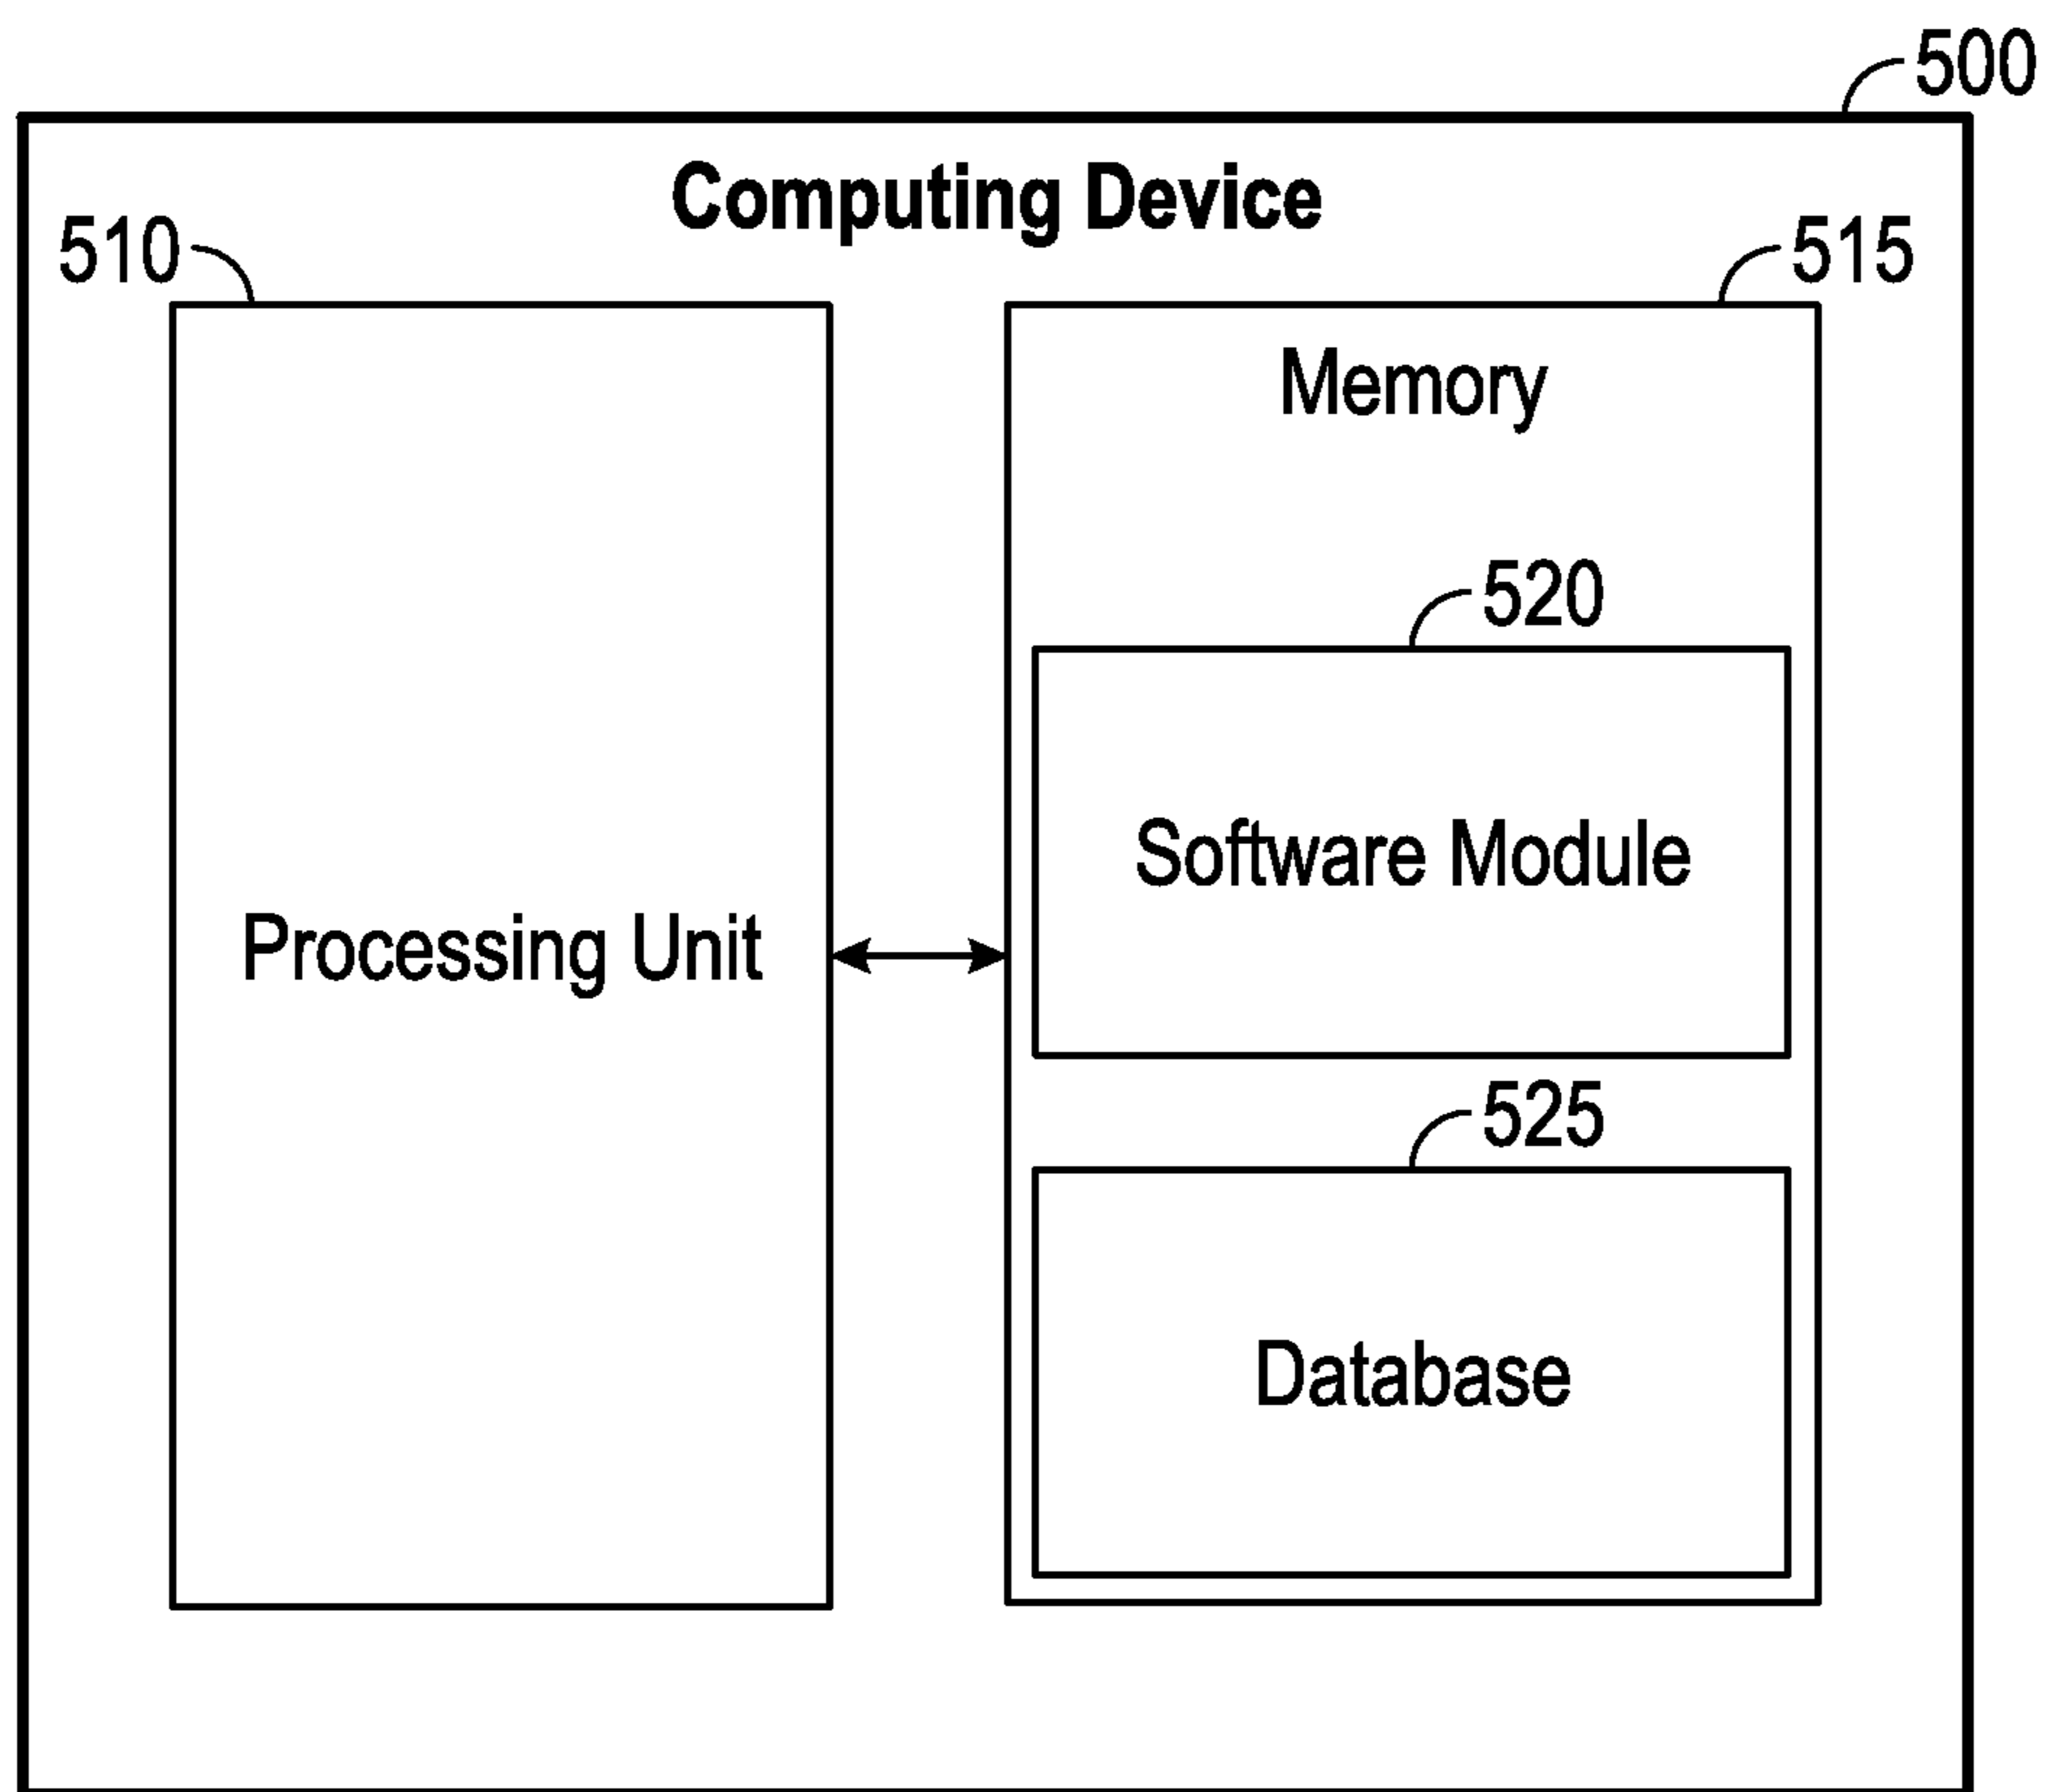 500
Computing Device
510
515
Memory
520
Software Module
Processing Unit
525
Database